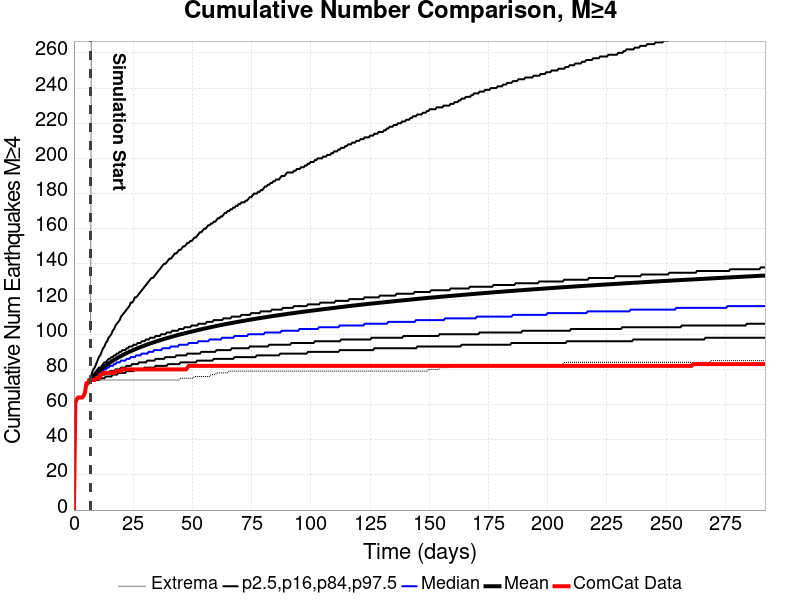 Cumulative Number Comparison, M≥4
Cumulative Num Earthquakes M≥4
260
240
220
200
180
160
140
120
100
80
60
40
20
0
Simulation Start
0 25 50 75 100 125 150 175 200 225 250 275
Time (days)
Extrema p2.5,p16,p84,p97.5 Median Mean ComCat Data